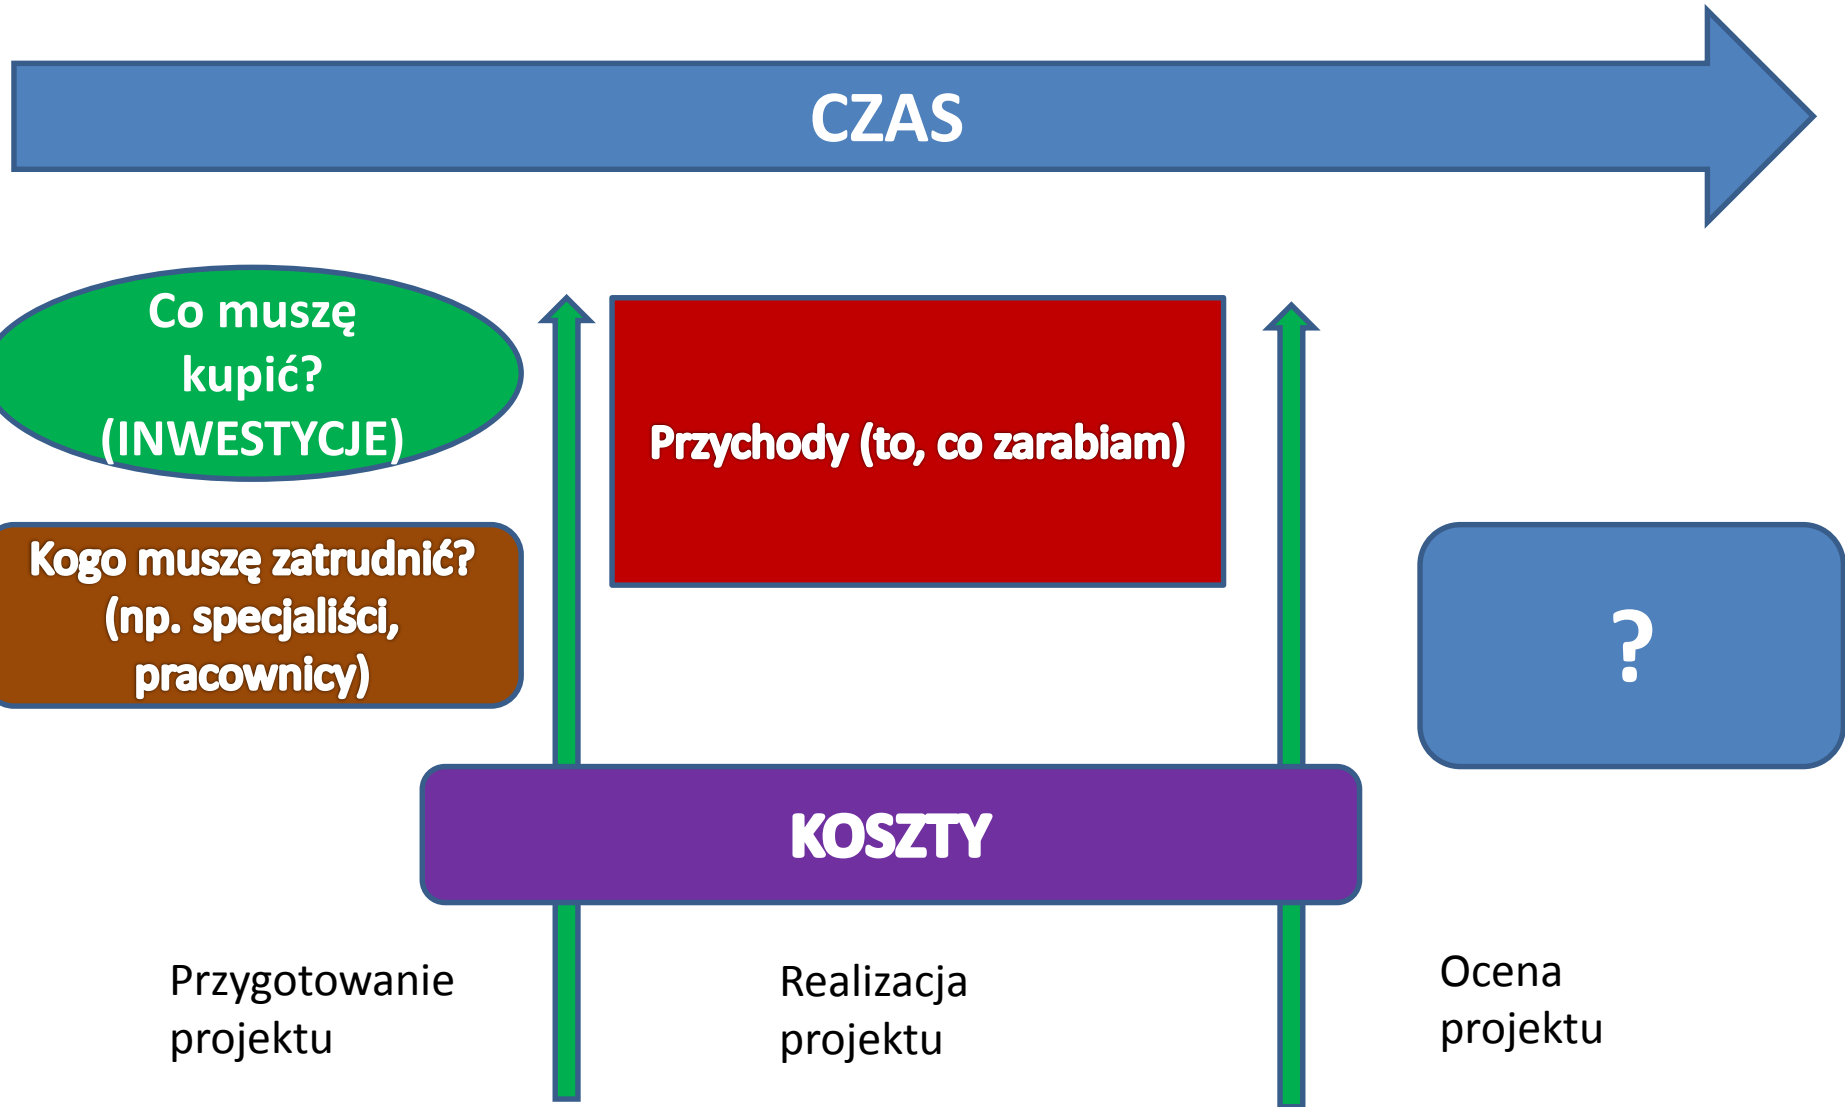 CZAS
Co muszę
kupić?
(INWESTYCJE)
Przychody (to, co zarabiam)
Kogo muszę zatrudnić?
(np. specjaliści,
pracownicy)
?
KOSZTY
Przygotowanie
projektu
Realizacja
projektu
Ocena
projektu